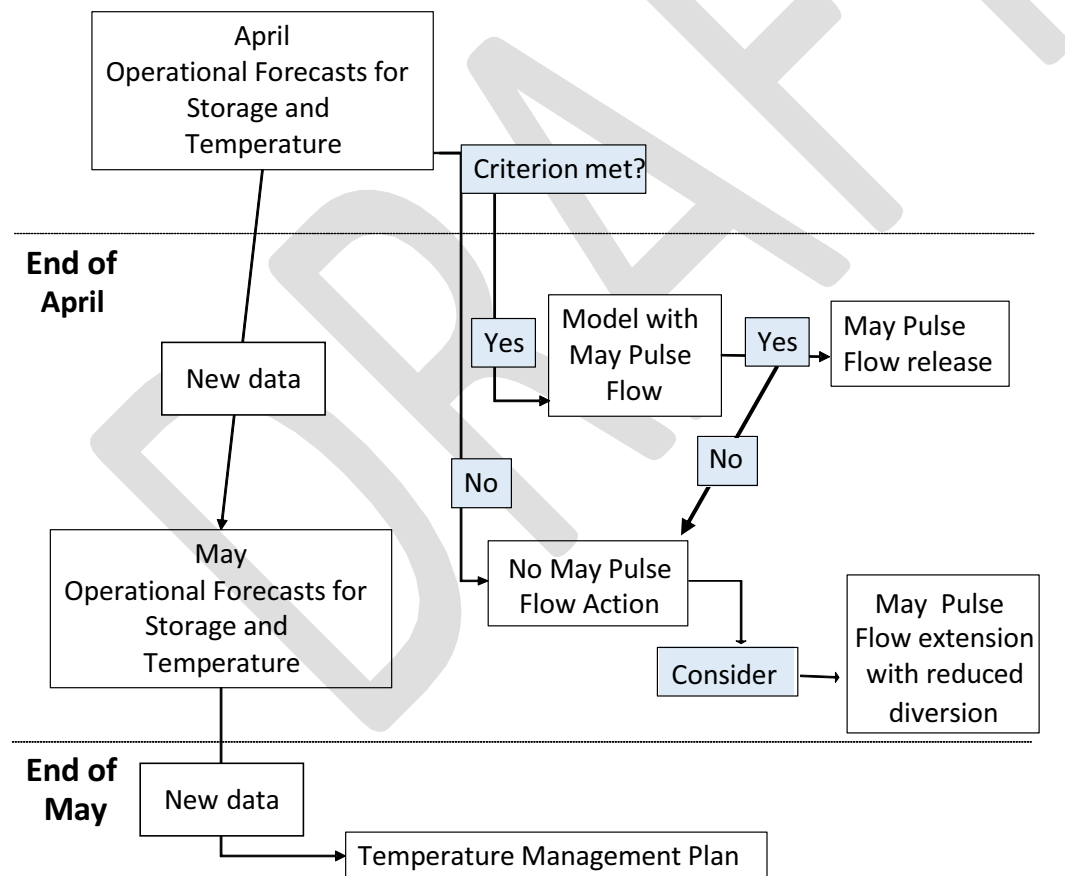 April
Operational Forecasts for
Storage and
Temperature
Criterion met?
End of
April
Yes
Model with
May Pulse
Flow
Yes
May Pulse
Flow release
New data
No
No
May
Operational Forecasts for
Storage and
Temperature
No May Pulse
Flow Action
Consider
May Pulse
Flow extension
with reduced
diversion
End of
May
New data
Temperature Management Plan
DRAFT